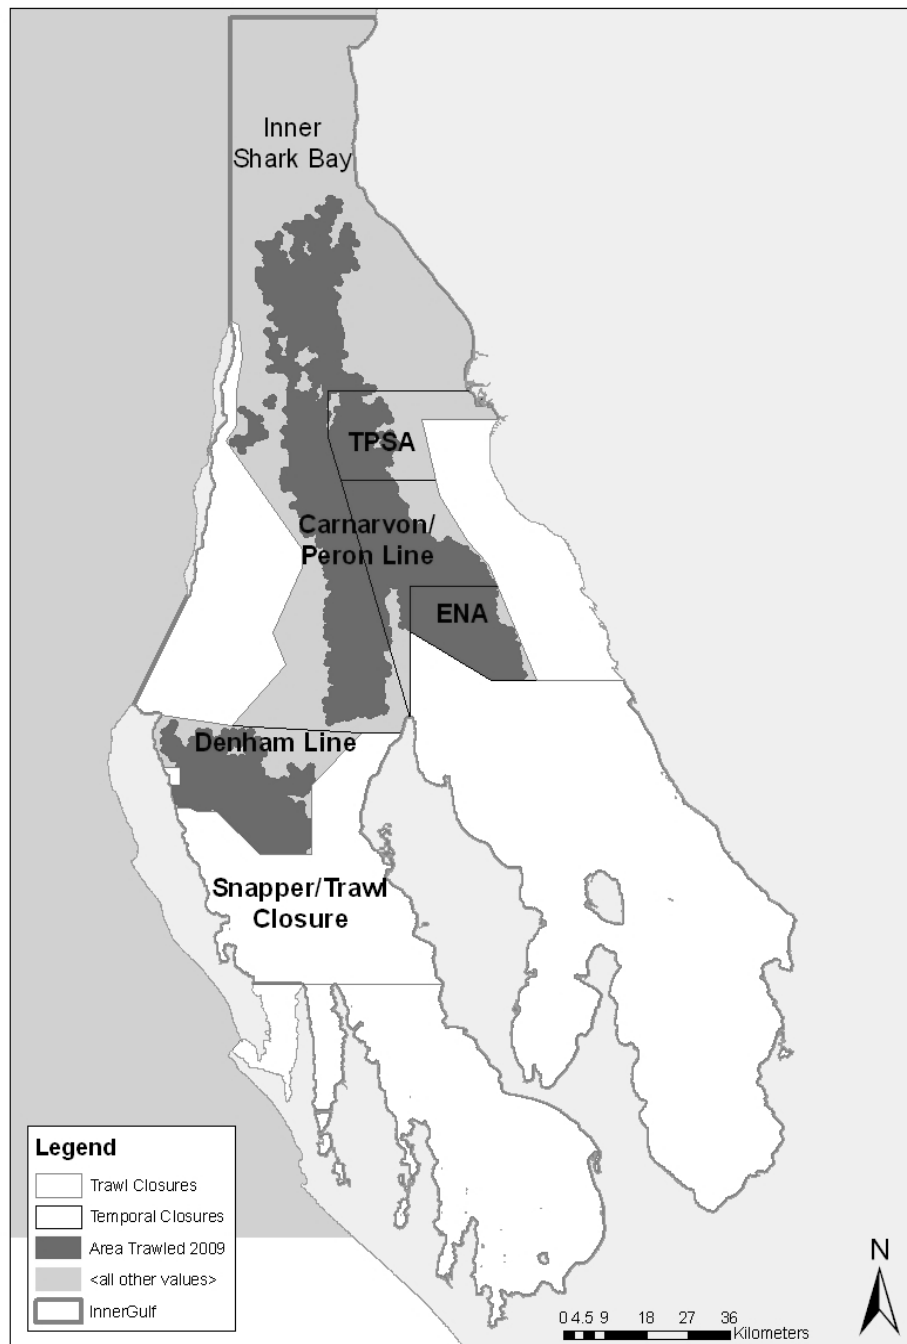 Inner
Shark Bay
TPSA
Carnarvon/
Peron Line
ENA
Denham Line
Snapper/Trawl
Closure
Legend
Trawl Closures
Temporal Closures
Area Trawled 2009
<all other values>
InnerGulf
N
0 4.5 9 18 27 36
Kilometers